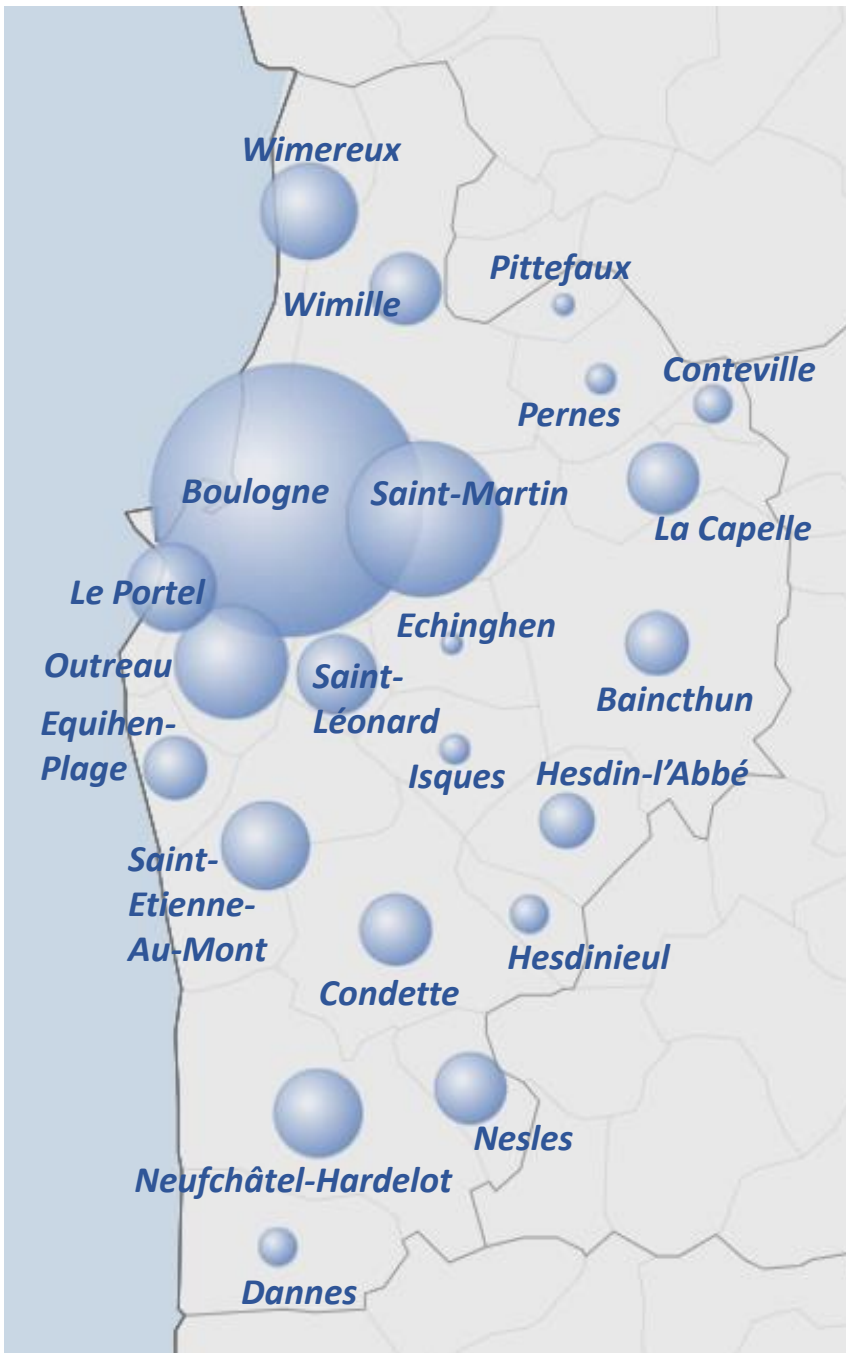 Wimereux
Pittefaux
Wimille
Conteville
Pernes
Boulogne
Saint-Martin
La Capelle
Le Portel
Echinghen
Outreau
Saint-
Léonard
Baincthun
Equihen-
Plage
Isques
Hesdin-l’Abbé
Saint-
Etienne-
Au-Mont
Hesdinieul
Condette
Nesles
Neufchâtel-Hardelot
Dannes